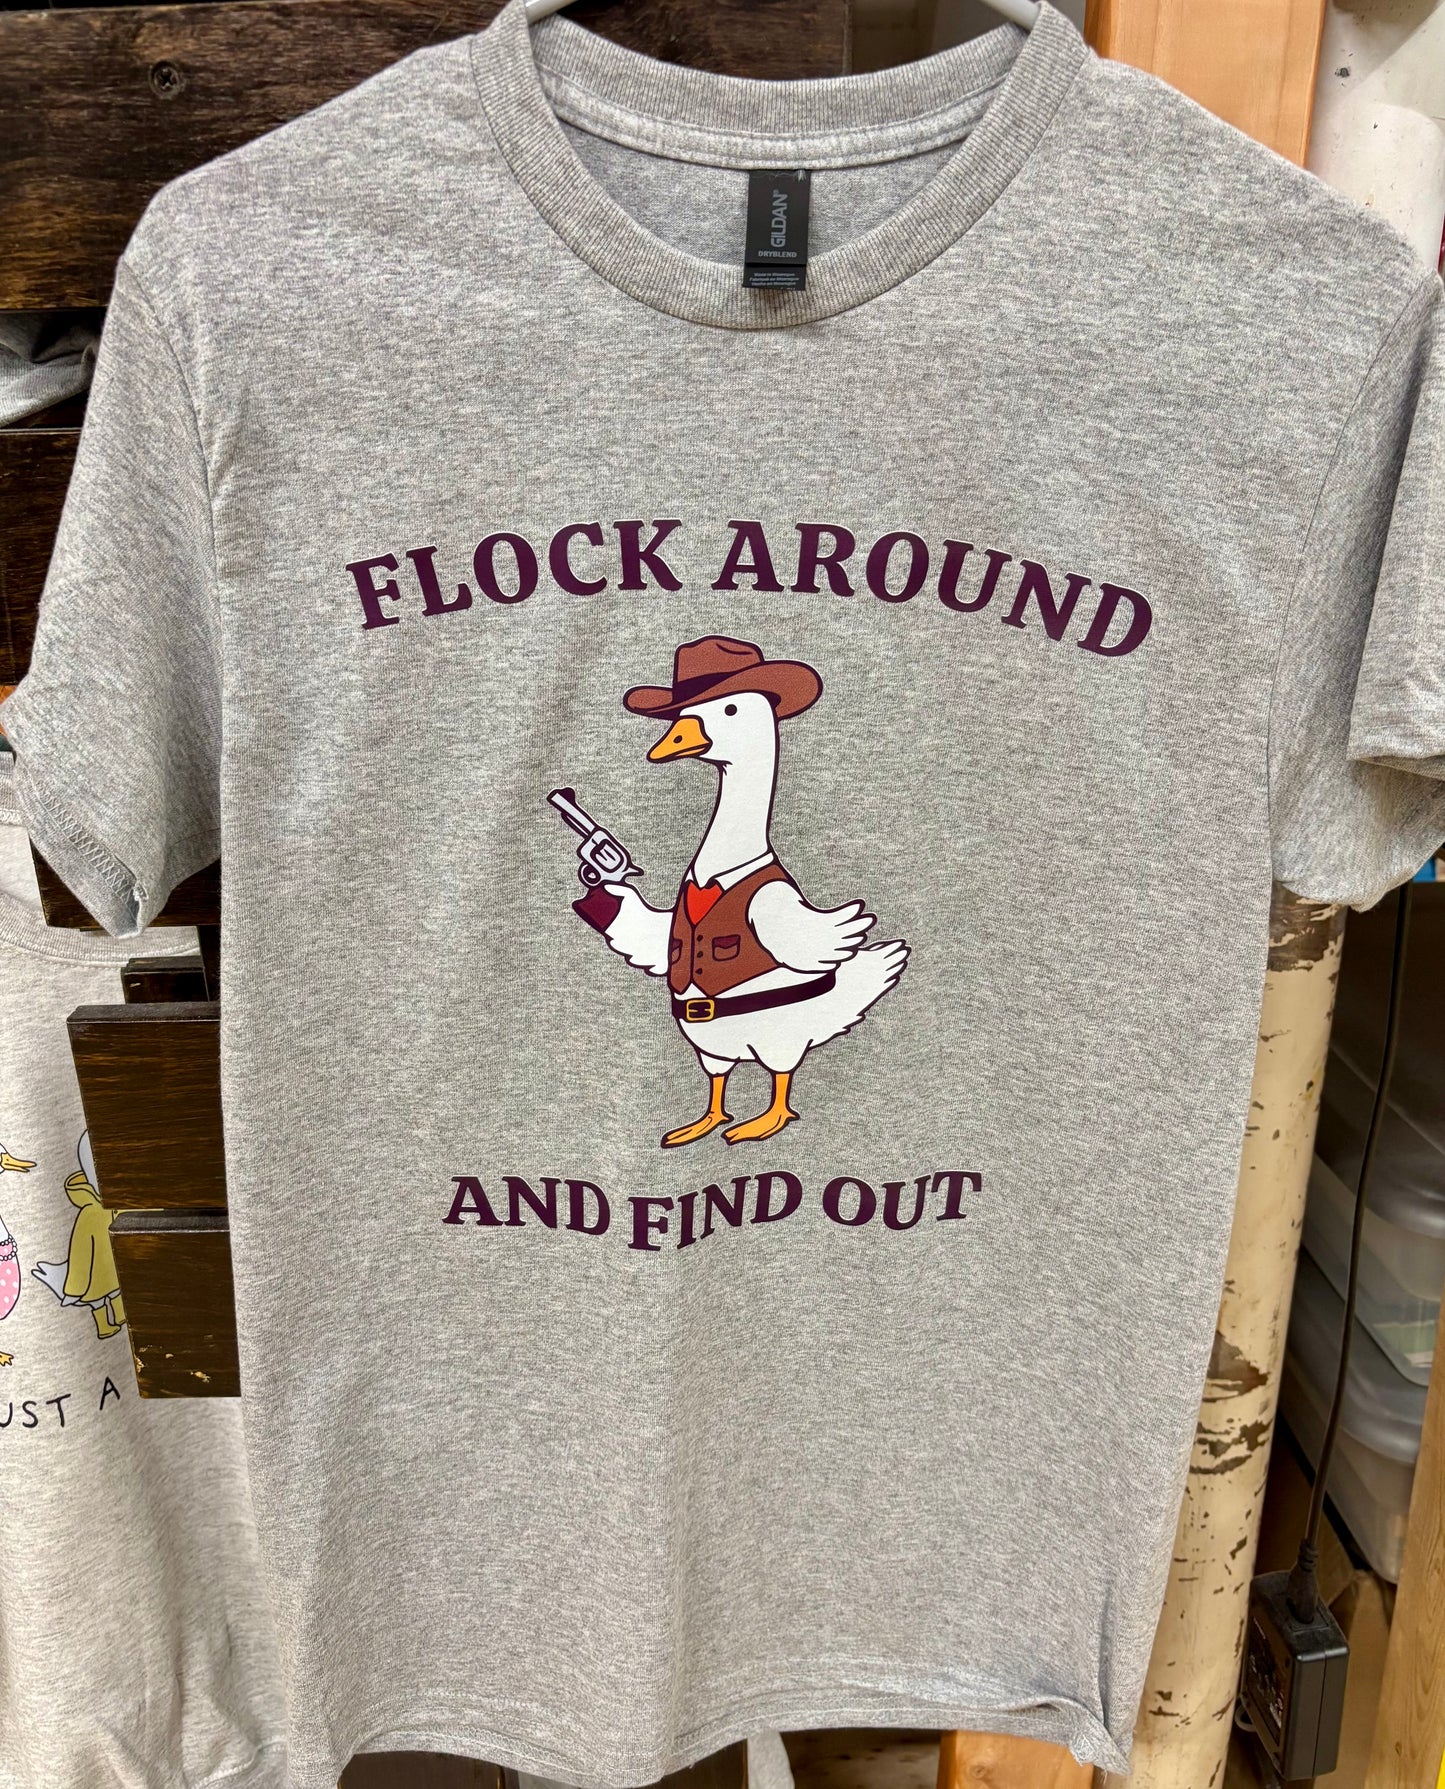 GILDAN®
DRYBLEND
FLOCK AROUND
AND FIND OUT
UST A